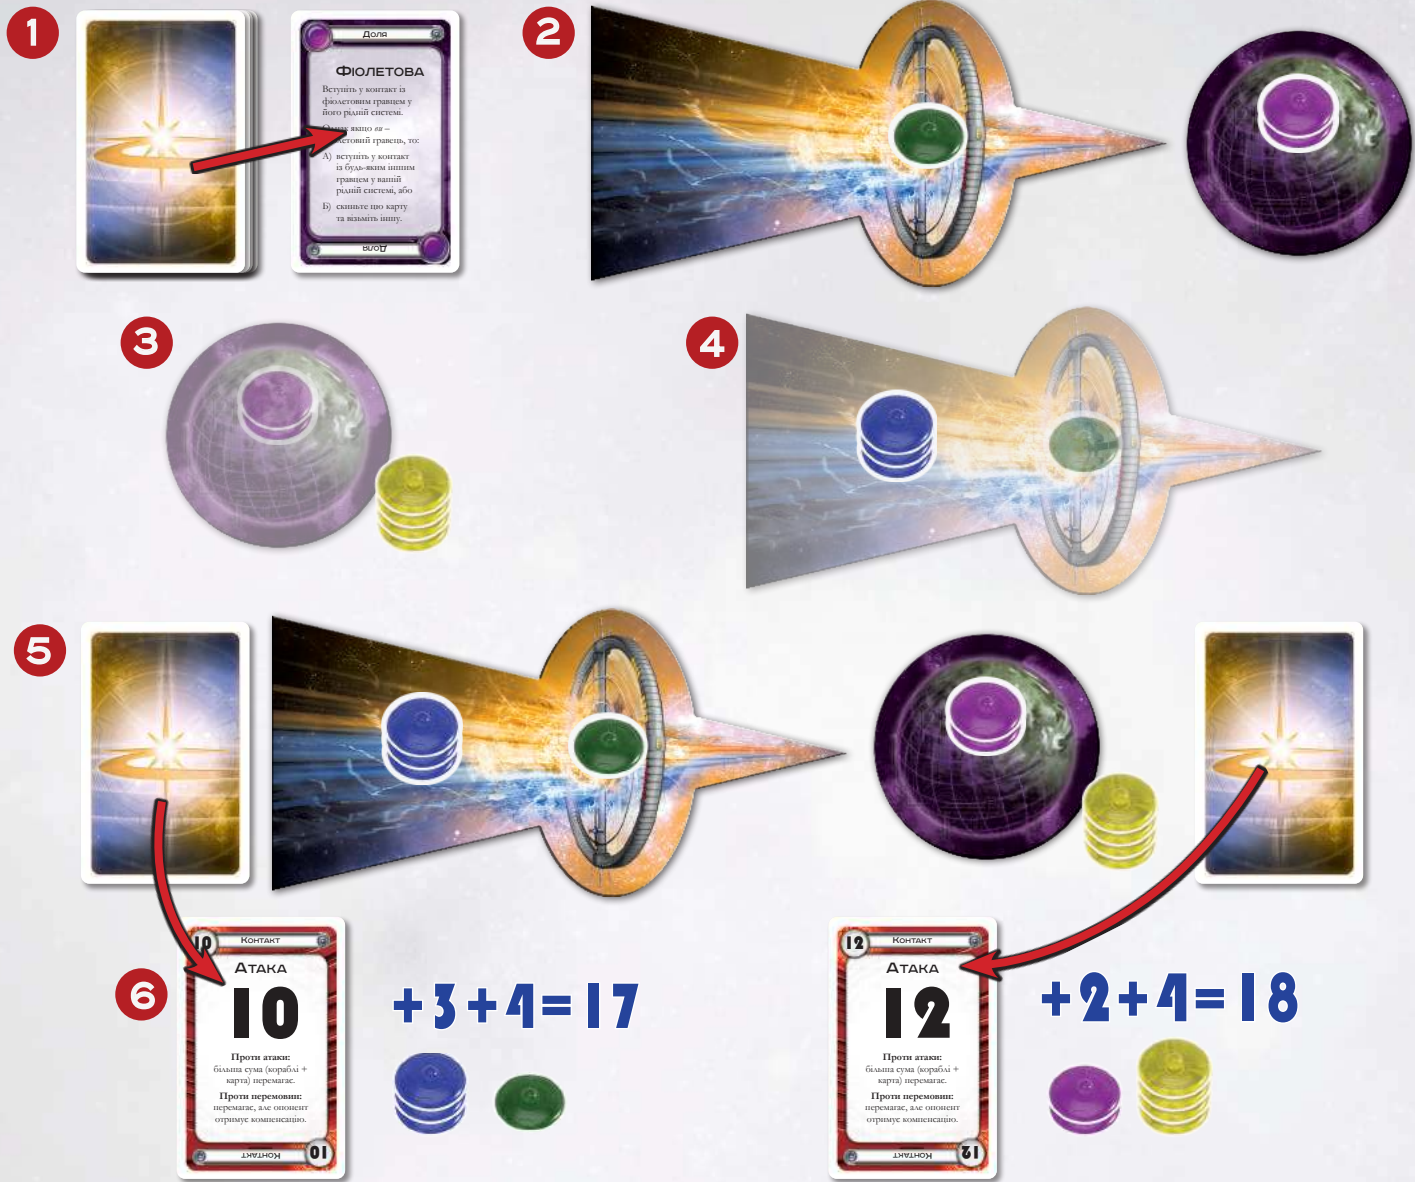 1
Доля
Фіолетова
Вступіть у контакт із
фіолетовим гравцем у
його рідній системі.
якщо ви –
гравець, то:
А) вступіть у контакт
із будь-яким іншим
гравцем у вашій
рідній системі, або
Б) скиньте цю карту
та візьміть іншу.
Доля
2
3
4
5
6
10
Контакт
Атака
10
Проти атаки:
більша сума (кораблі +
карта) перемагає.
Проти перемовин:
перемагає, але опонент
отримує компенсацію.
Контакт
10
+3+4=17
12
Контакт
Атака
12
Проти атаки:
більша сума (кораблі +
карта) перемагає.
Проти перемовин:
перемагає, але опонент
отримує компенсацію.
Контакт
12
+2+4=18